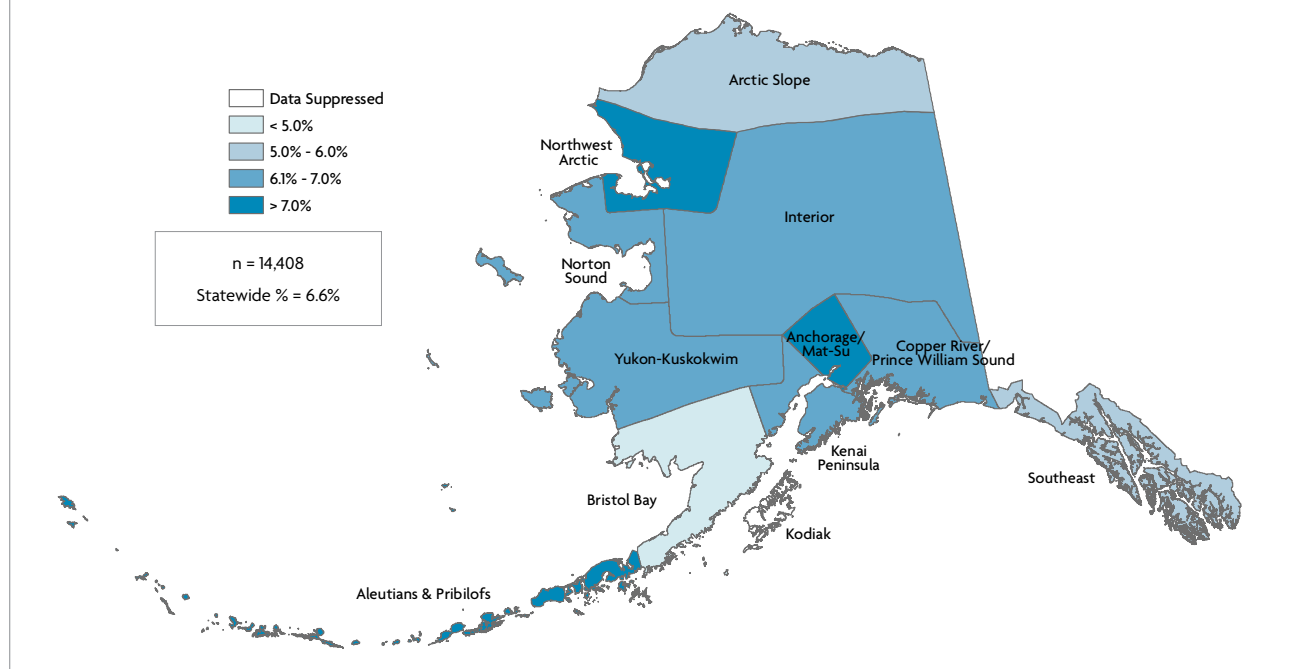 Arctic Slope
Data Suppressed
< 5.0%
5.0% - 6.0%
6.1% - 7.0%
> 7.0%
Northwest
Arctic
Interior
n = 14,408
Statewide % = 6.6%
Norton
Sound
Anchorage/
Mat-Su
Copper River/
Prince William Sound
Yukon-Kuskokwim
Kenai
Peninsula
Southeast
Bristol Bay
Kodiak
Aleutians & Pribilofs